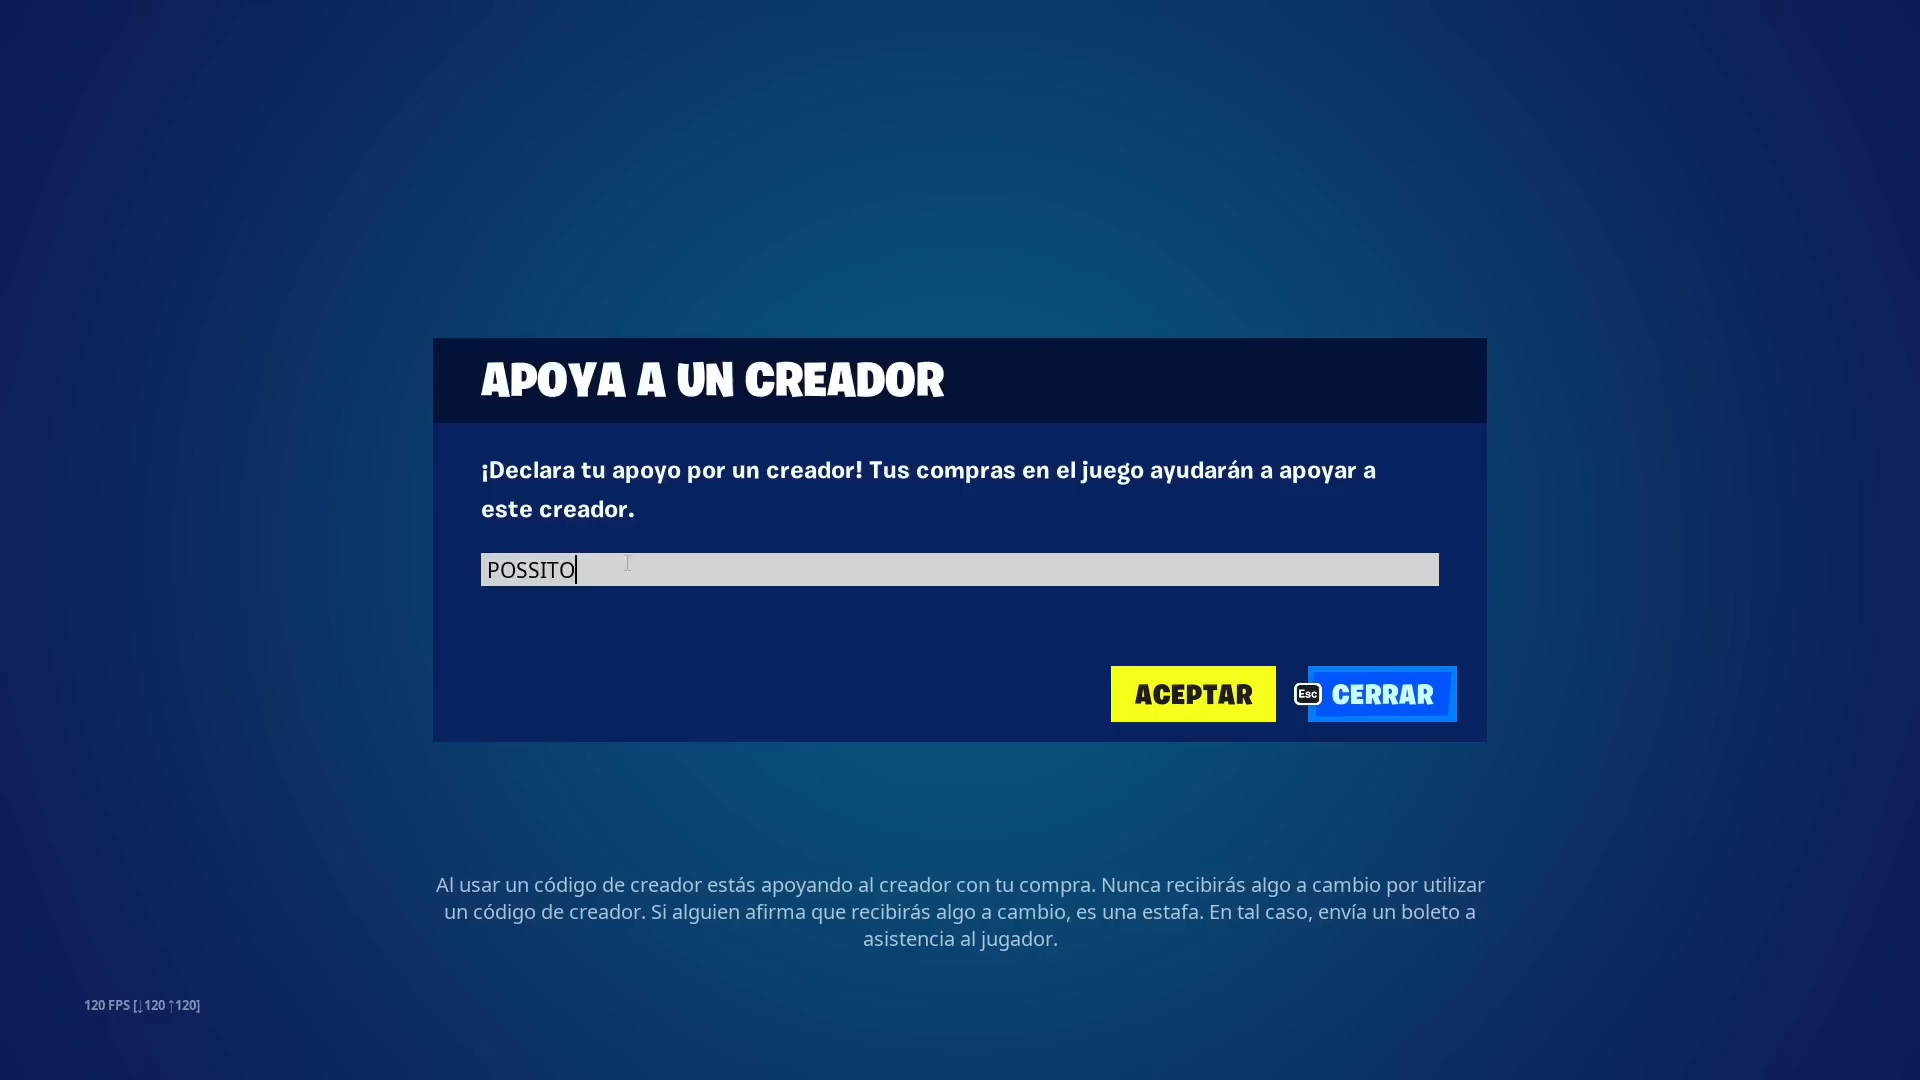 APOYA A UN CREADOR
¡Declara tu apoyo por un creador! Tus compras en el juego ayudarán a apoyar a
este creador.
POSSITO
ACEPTAR
Esc CERRAR
Al usar un código de creador estás apoyando al creador con tu compra. Nunca recibirás algo a cambio por utilizar
un código de creador. Si alguien afirma que recibirás algo a cambio, es una estafa. En tal caso, envía un boleto a
asistencia al jugador.
120 FPS [↓120 ↑120]